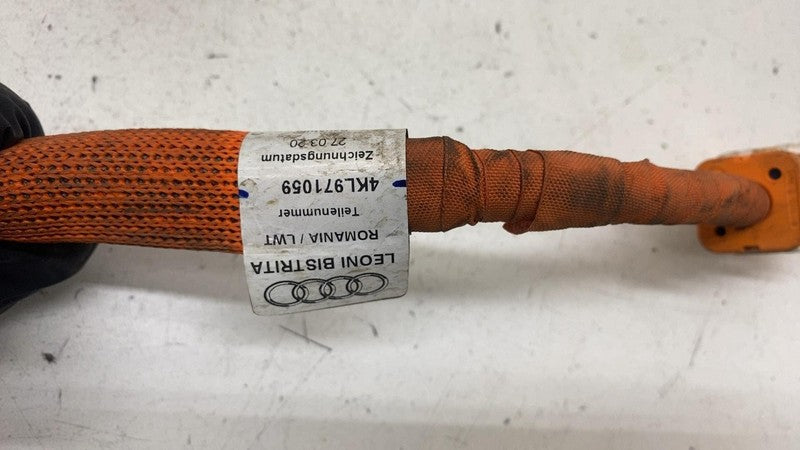 LEONI BISTRITA
ROMANIA / LWT
Teilenummer
4KL971059
Zeichnungsdatum
27.03.20